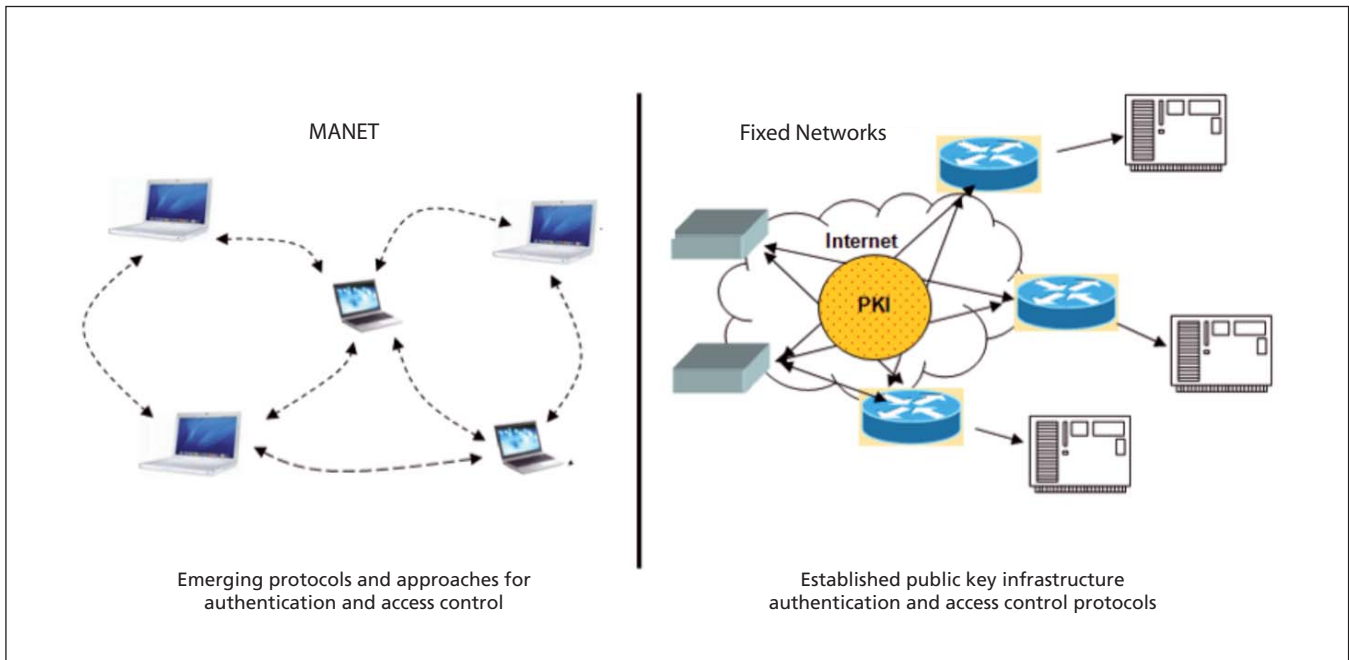 MANET
Emerging protocols and approaches for
authentication and access control
Fixed Networks
Internet
PKI
Established public key infrastructure
authentication and access control protocols